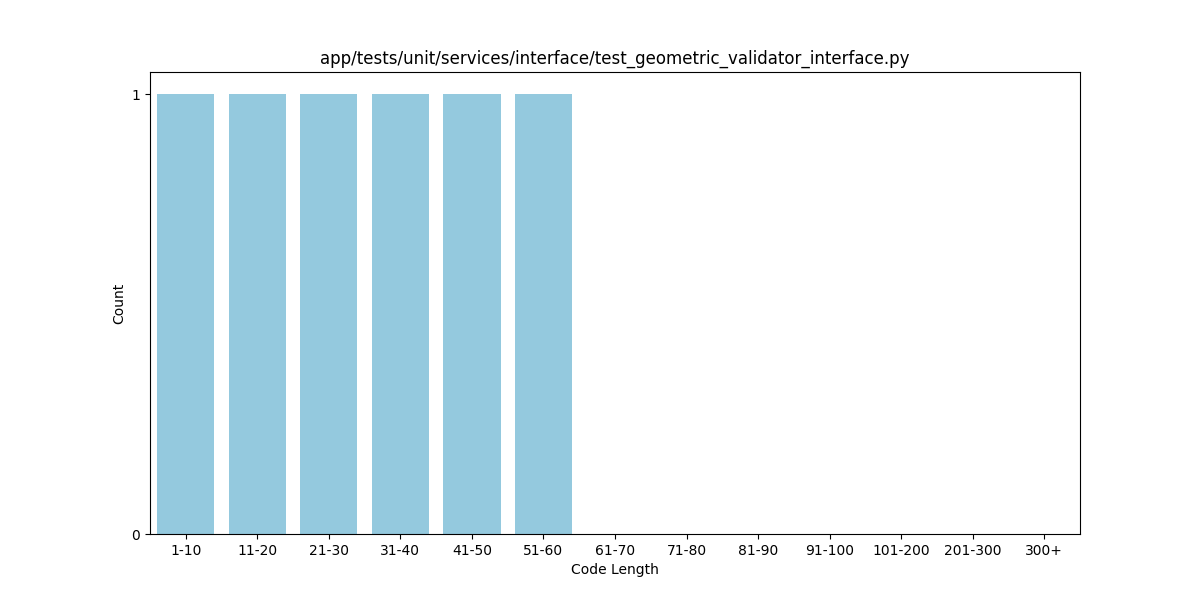 app/tests/unit/services/interface/test_geometric_validator_interface.py
1
Count
0
1-10 11-20 21-30 31-40 41-50 51-60 61-70 71-80 81-90 91-100 101-200 201-300 300+
Code Length